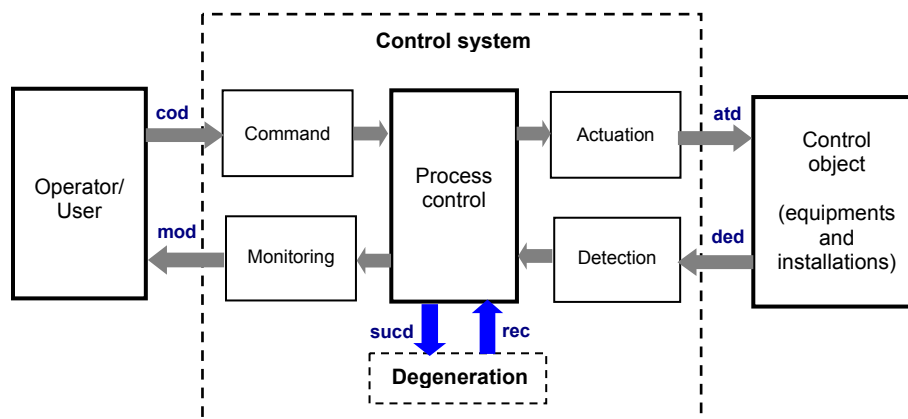 Control system
Operator/
User
cod
mod
Command
Monitoring
Process
control
Actuation
Detection
atd
ded
Control
object
(equipments
and
installations)
sucd
rec
Degeneration